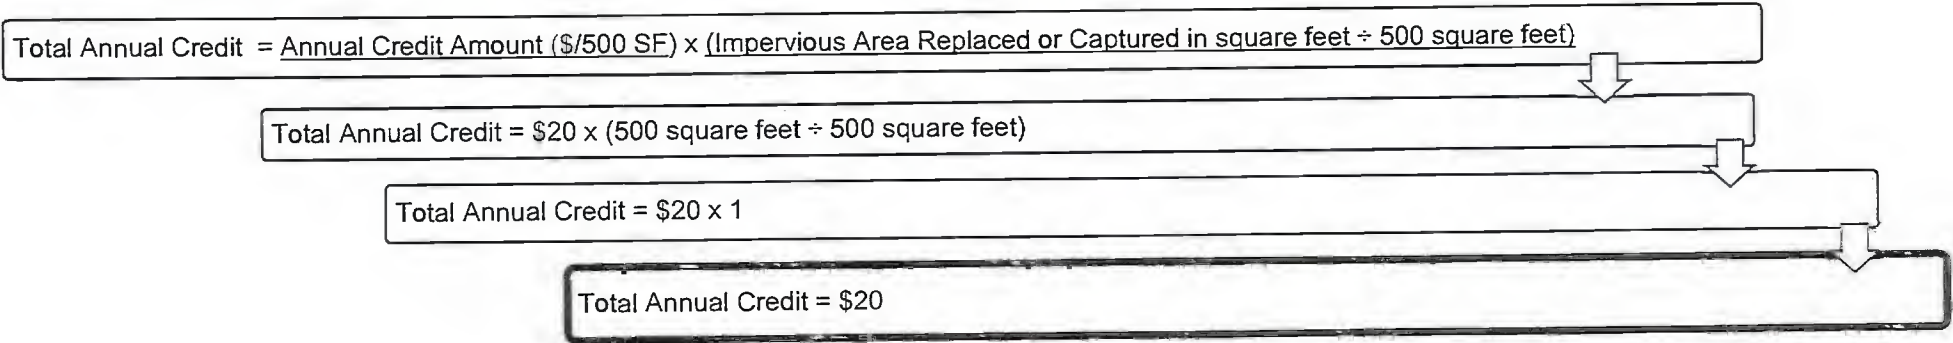 Total Annual Credit = Annual Credit Amount ($/500 SF) x (Impervious Area Replaced or Captured in square feet ÷ 500 square feet)
Total Annual Credit = $20 x (500 square feet ÷ 500 square feet)
Total Annual Credit = $20 x 1
Total Annual Credit = $20